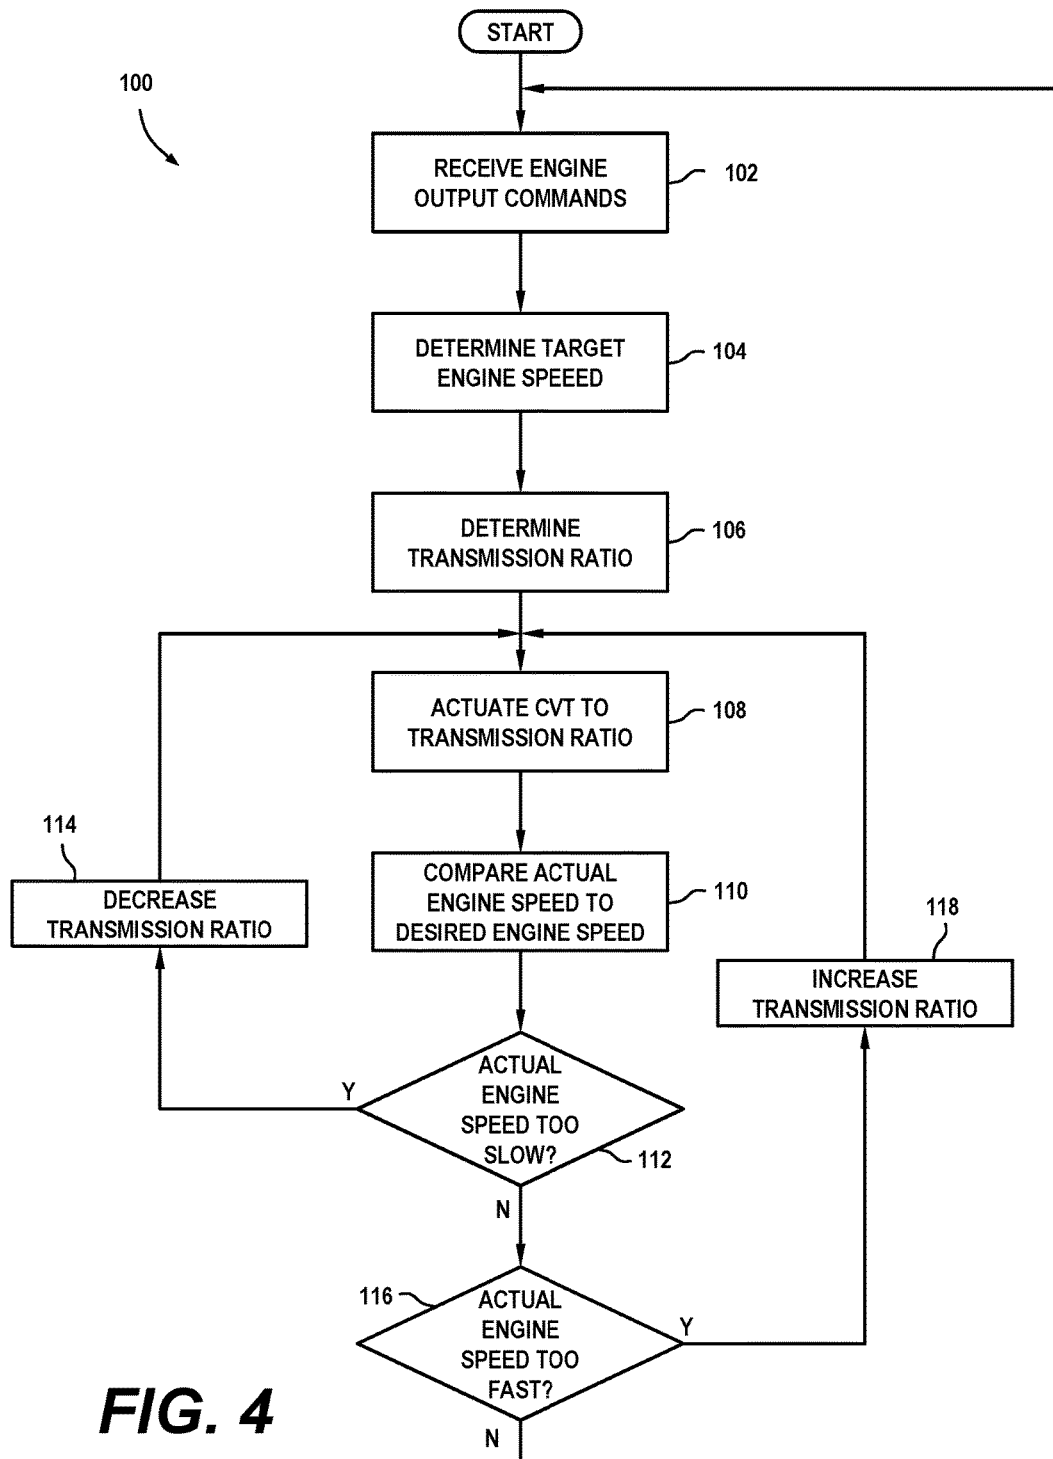 START
100
RECEIVE ENGINE
OUTPUT COMMANDS
102
DETERMINE TARGET
ENGINE SPEEED
104
DETERMINE
TRANSMISSION RATIO
106
ACTUATE CVT TO
TRANSMISSION RATIO
108
114
DECREASE
TRANSMISSION RATIO
COMPARE ACTUAL
ENGINE SPEED TO
DESIRED ENGINE SPEED
110
118
INCREASE
TRANSMISSION RATIO
Y
ACTUAL
ENGINE
SPEED TOO
SLOW?
112
N
116
ACTUAL
ENGINE
SPEED TOO
FAST?
Y
N
FIG. 4